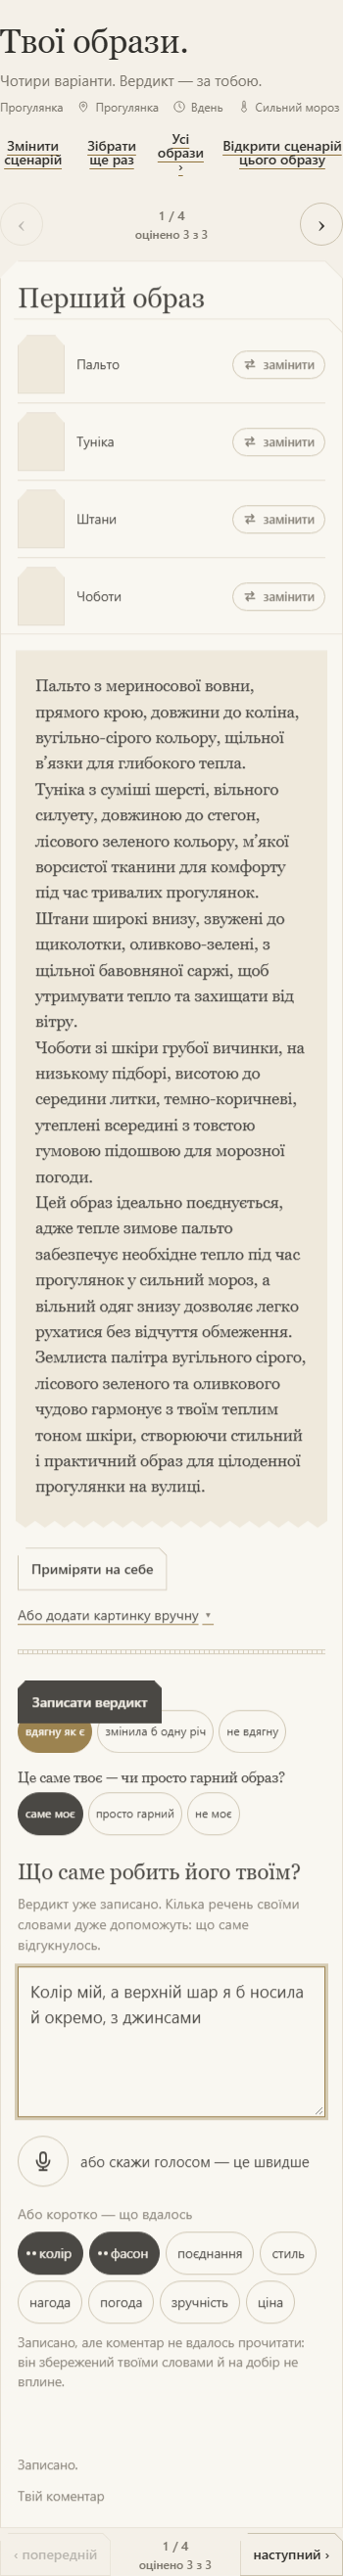 Твої образи.
Чотири варіанти. Вердикт — за тобою.
Прогулянка Прогулянка Вдень Сильний мороз
Змінити сценарій
Зібрати ще раз
Усі образи ›
Відкрити сценарій цього образу
‹ 1 / 4 ›
оцінено 3 з 3
Перший образ
Пальто ⇄ замінити
Туніка ⇄ замінити
Штани ⇄ замінити
Чоботи ⇄ замінити
Пальто з мериносової вовни,
прямого крою, довжини до коліна,
вугільно-сірого кольору, щільної
в’язки для глибокого тепла.
Туніка з суміші шерсті, вільного
силуету, довжиною до стегон,
лісового зеленого кольору, м’якої
ворсистої тканини для комфорту
під час тривалих прогулянок.
Штани широкі внизу, звужені до
щиколотки, оливково-зелені, з
щільної бавовняної саржі, щоб
утримувати тепло та захищати від
вітру.
Чоботи зі шкіри грубої вичинки, на
низькому підборі, висотою до
середини литки, темно-коричневі,
утеплені всередині з товстою
гумовою підошвою для морозної
погоди.
Цей образ ідеально поєднується,
адже тепле зимове пальто
забезпечує необхідне тепло під час
прогулянок у сильний мороз, а
вільний одяг знизу дозволяє легко
рухатися без відчуття обмеження.
Землиста палітра вугільного сірого,
лісового зеленого та оливкового
чудово гармонує з твоїм теплим
тоном шкіри, створюючи стильний
і практичний образ для цілоденної
прогулянки на вулиці.
Приміряти на себе
Або додати картинку вручну ▾
Записати вердикт
вдягну як є змінила б одну річ не вдягну
Це саме твоє — чи просто гарний образ?
саме моє просто гарний не моє
Що саме робить його твоїм?
Вердикт уже записано. Кілька речень своїми
словами дуже допоможуть: що саме
відгукнулось.
Колір мій, а верхній шар я б носила
й окремо, з джинсами
або скажи голосом — це швидше
Або коротко — що вдалось
•• колір •• фасон поєднання стиль
нагода погода зручність ціна
Записано, але коментар не вдалось прочитати:
він збережений твоїми словами й на добір не
вплине.
Записано.
Твій коментар
‹ попередній 1 / 4 наступний ›
оцінено 3 з 3